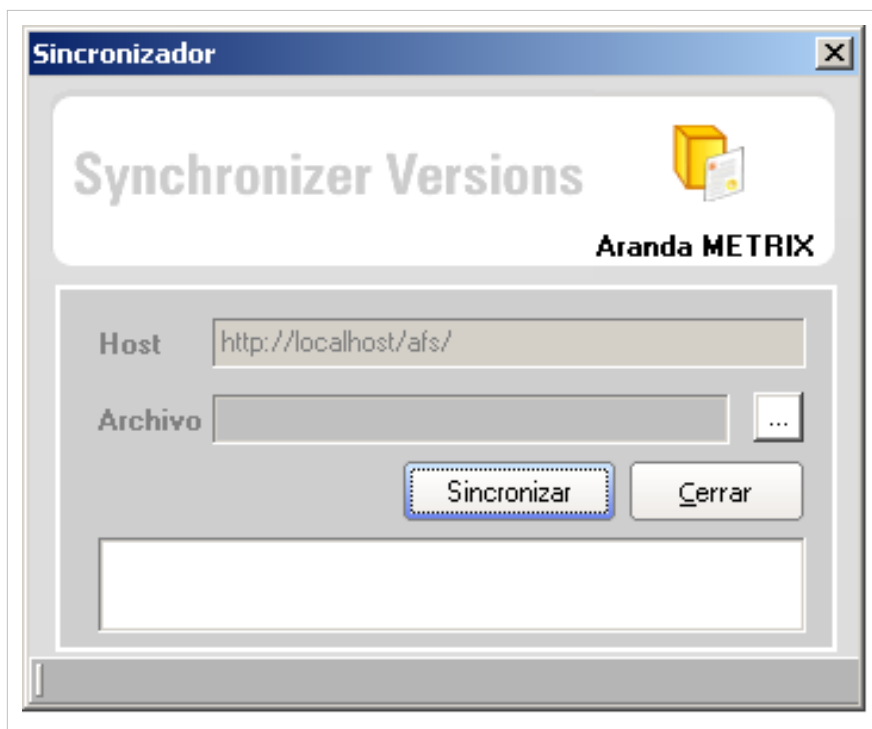 Sincronizador
Synchronizer Versions
Aranda METRIX
Host http://localhost/afs/
Archivo ...
Sincronizar Cerrar